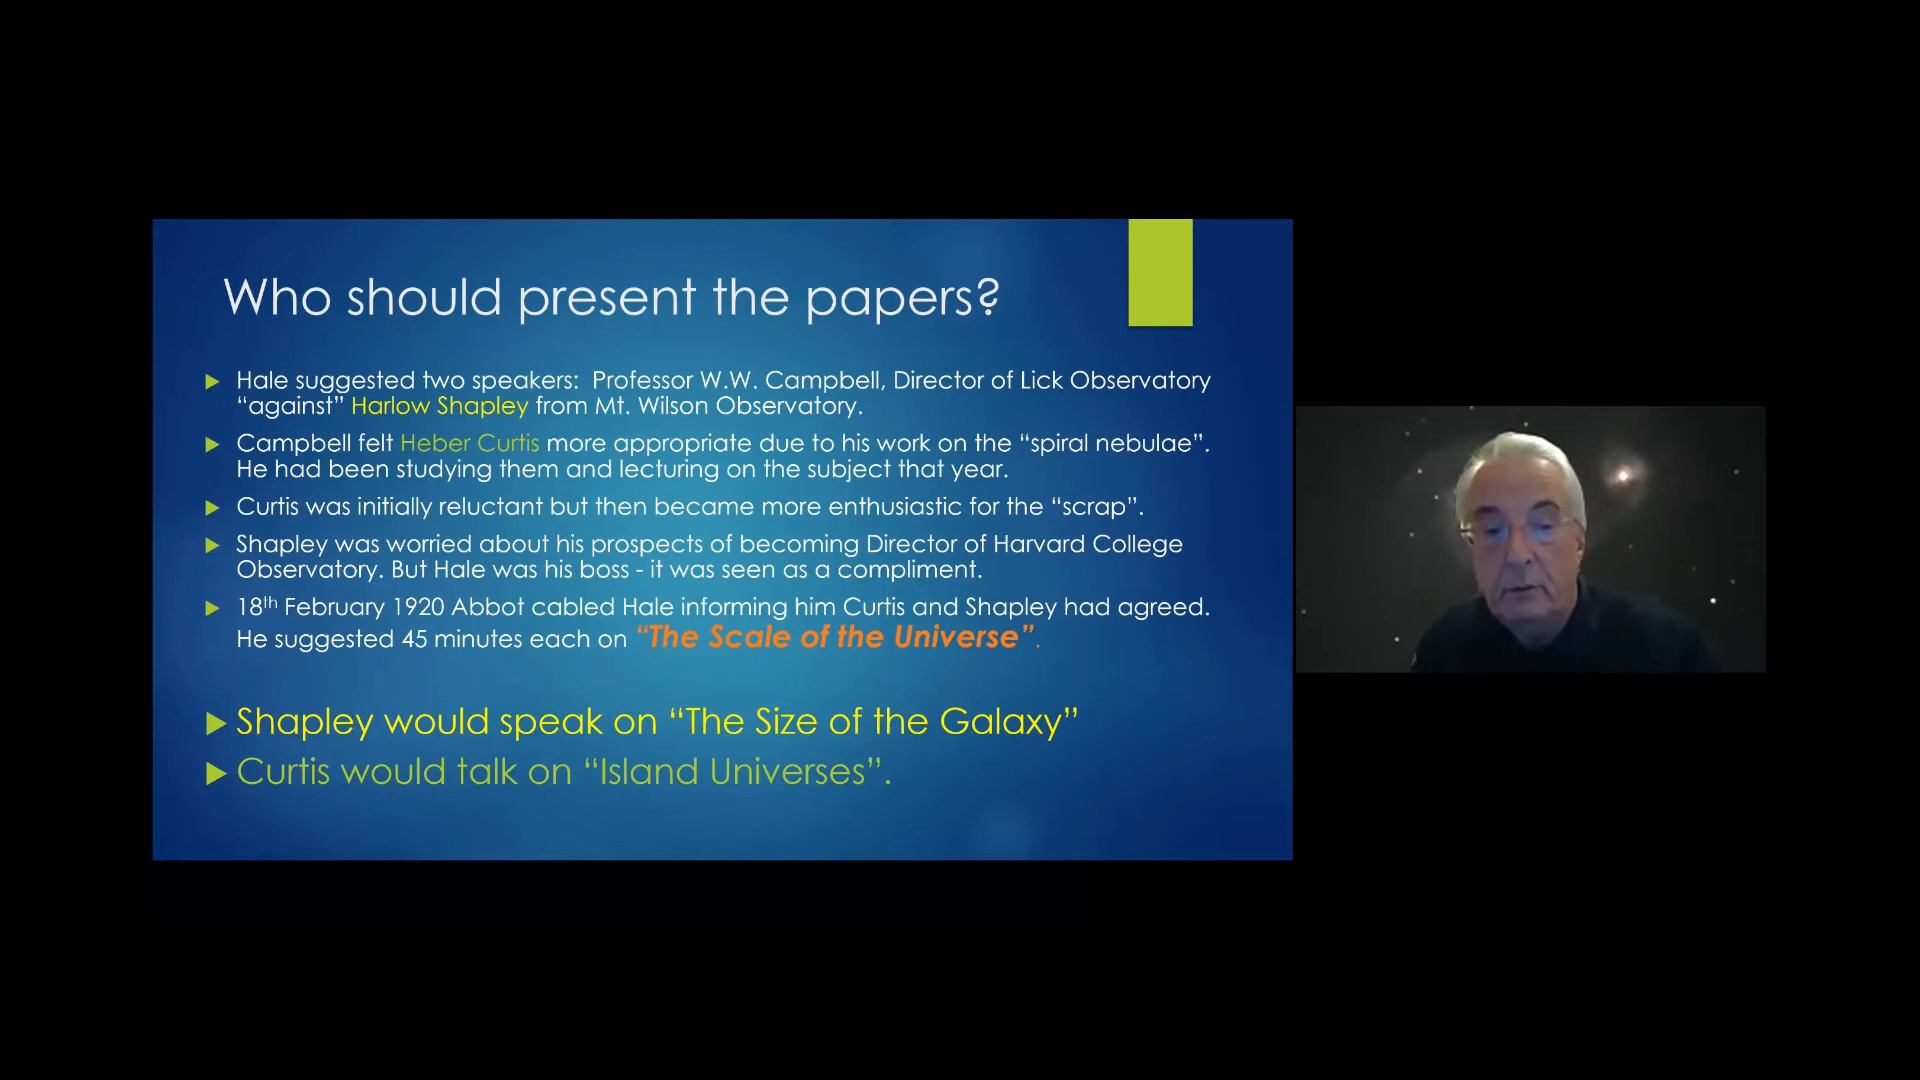 Who should present the papers?
Hale suggested two speakers:  Professor W.W. Campbell, Director of Lick Observatory
“against” Harlow Shapley from Mt. Wilson Observatory.
Campbell felt Heber Curtis more appropriate due to his work on the “spiral nebulae”.
He had been studying them and lecturing on the subject that year.
Curtis was initially reluctant but then became more enthusiastic for the “scrap”.
Shapley was worried about his prospects of becoming Director of Harvard College
Observatory. But Hale was his boss - it was seen as a compliment.
18th February 1920 Abbot cabled Hale informing him Curtis and Shapley had agreed.
He suggested 45 minutes each on “The Scale of the Universe”.
Shapley would speak on “The Size of the Galaxy”
Curtis would talk on “Island Universes”.